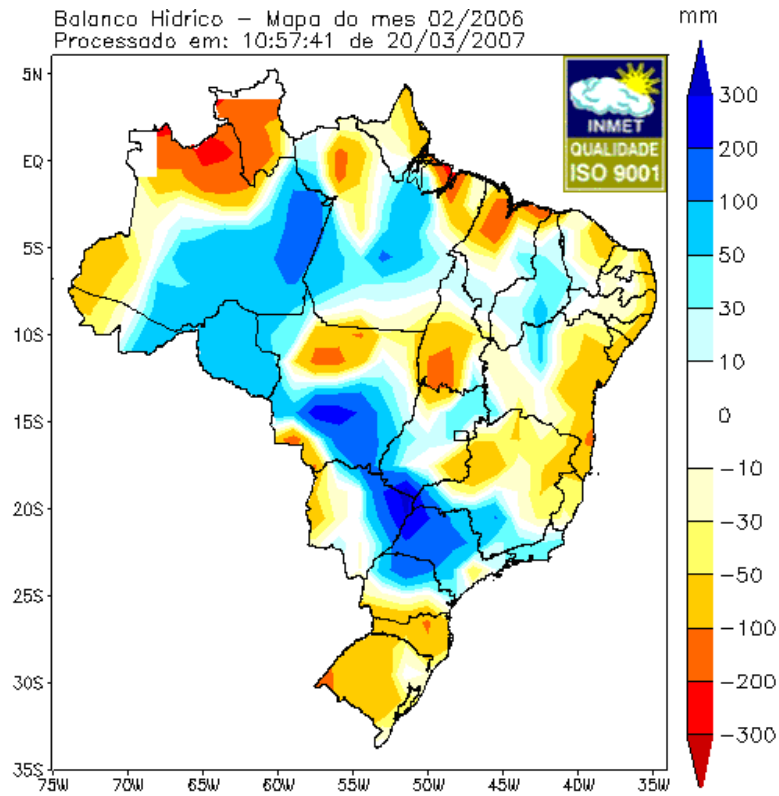 Balanco Hidrico - Mapa do mes 02/2006
Processado em: 10:57:41 de 20/03/2007
mm
INMET
QUALIDADE
ISO 9001
5N
EQ
5S
10S
15S
20S
25S
30S
35S
75W 70W 65W 60W 55W 50W 45W 40W 35W
300
200
100
50
30
10
0
-10
-30
-50
-100
-200
-300